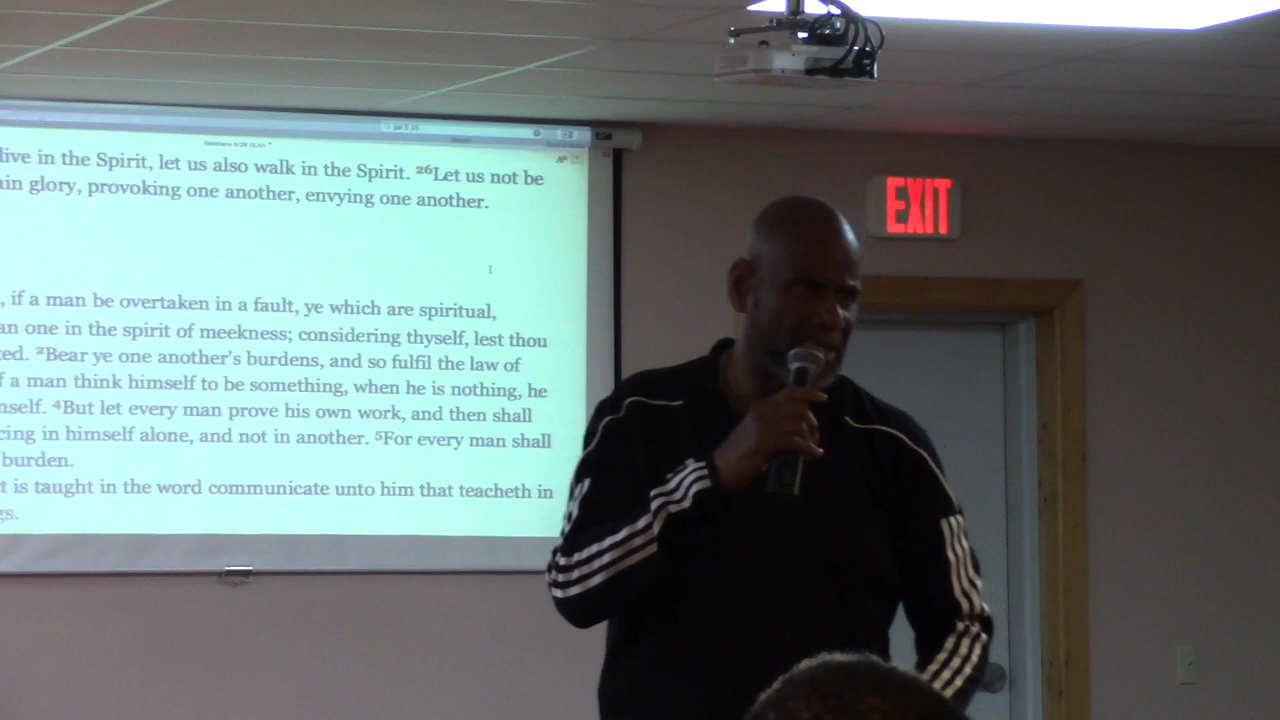 gal 5 25
live in the Spirit, let us also walk in the Spirit. 26Let us not be
ain glory, provoking one another, envying one another.
, if a man be overtaken in a fault, ye which are spiritual,
an one in the spirit of meekness; considering thyself, lest thou
ted. 2Bear ye one another's burdens, and so fulfil the law of
f a man think himself to be something, when he is nothing, he
nself. 4But let every man prove his own work, and then shall
cing in himself alone, and not in another. 5For every man shall
burden.
t is taught in the word communicate unto him that teacheth in
gs.
EXIT